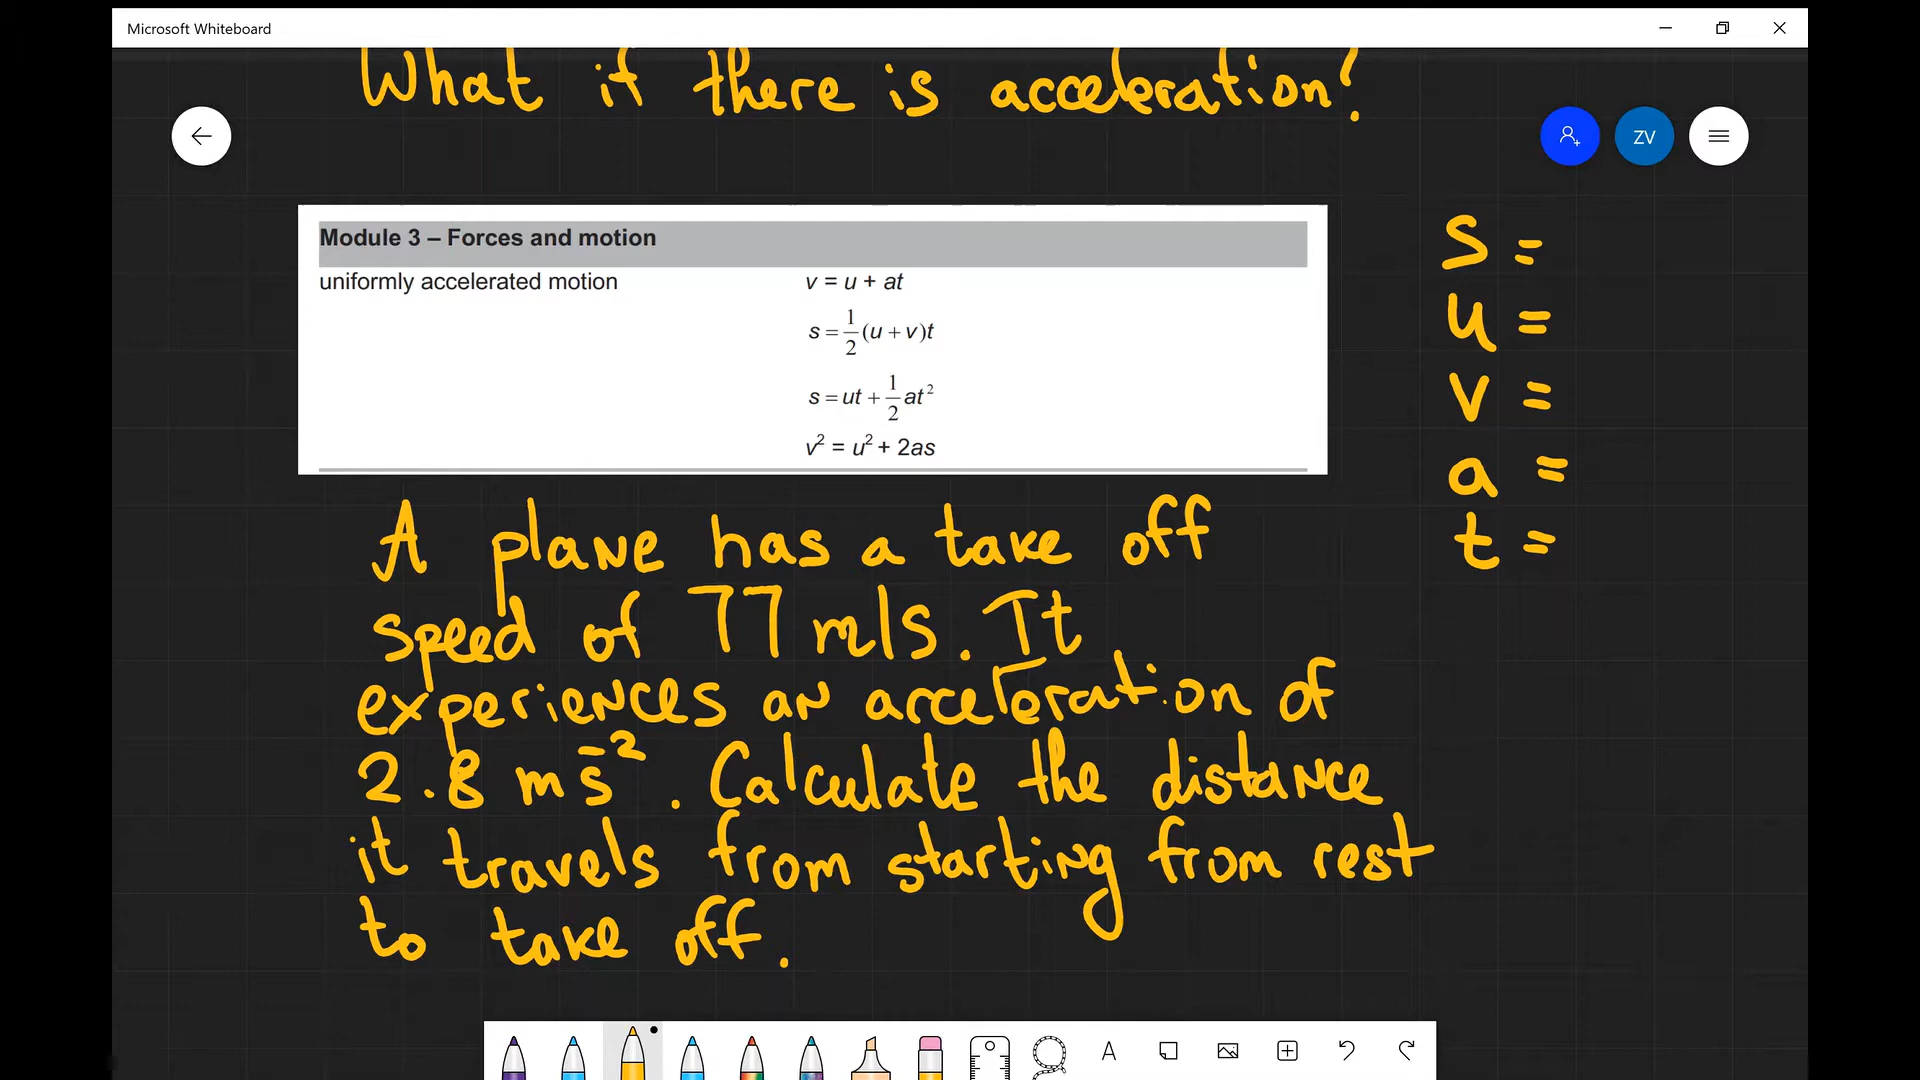 Microsoft Whiteboard
What if there is acceleration?
ZV
Module 3 – Forces and motion
uniformly accelerated motion
v = u + at
s = 1/2 (u + v)t
s = ut + 1/2 at²
v² = u² + 2as
s =
u =
v =
a =
t =
A plane has a take off
speed of 77 m/s. It
experiences an acceleration of
2.8 ms⁻². Calculate the distance
it travels from starting from rest
to take off.
A